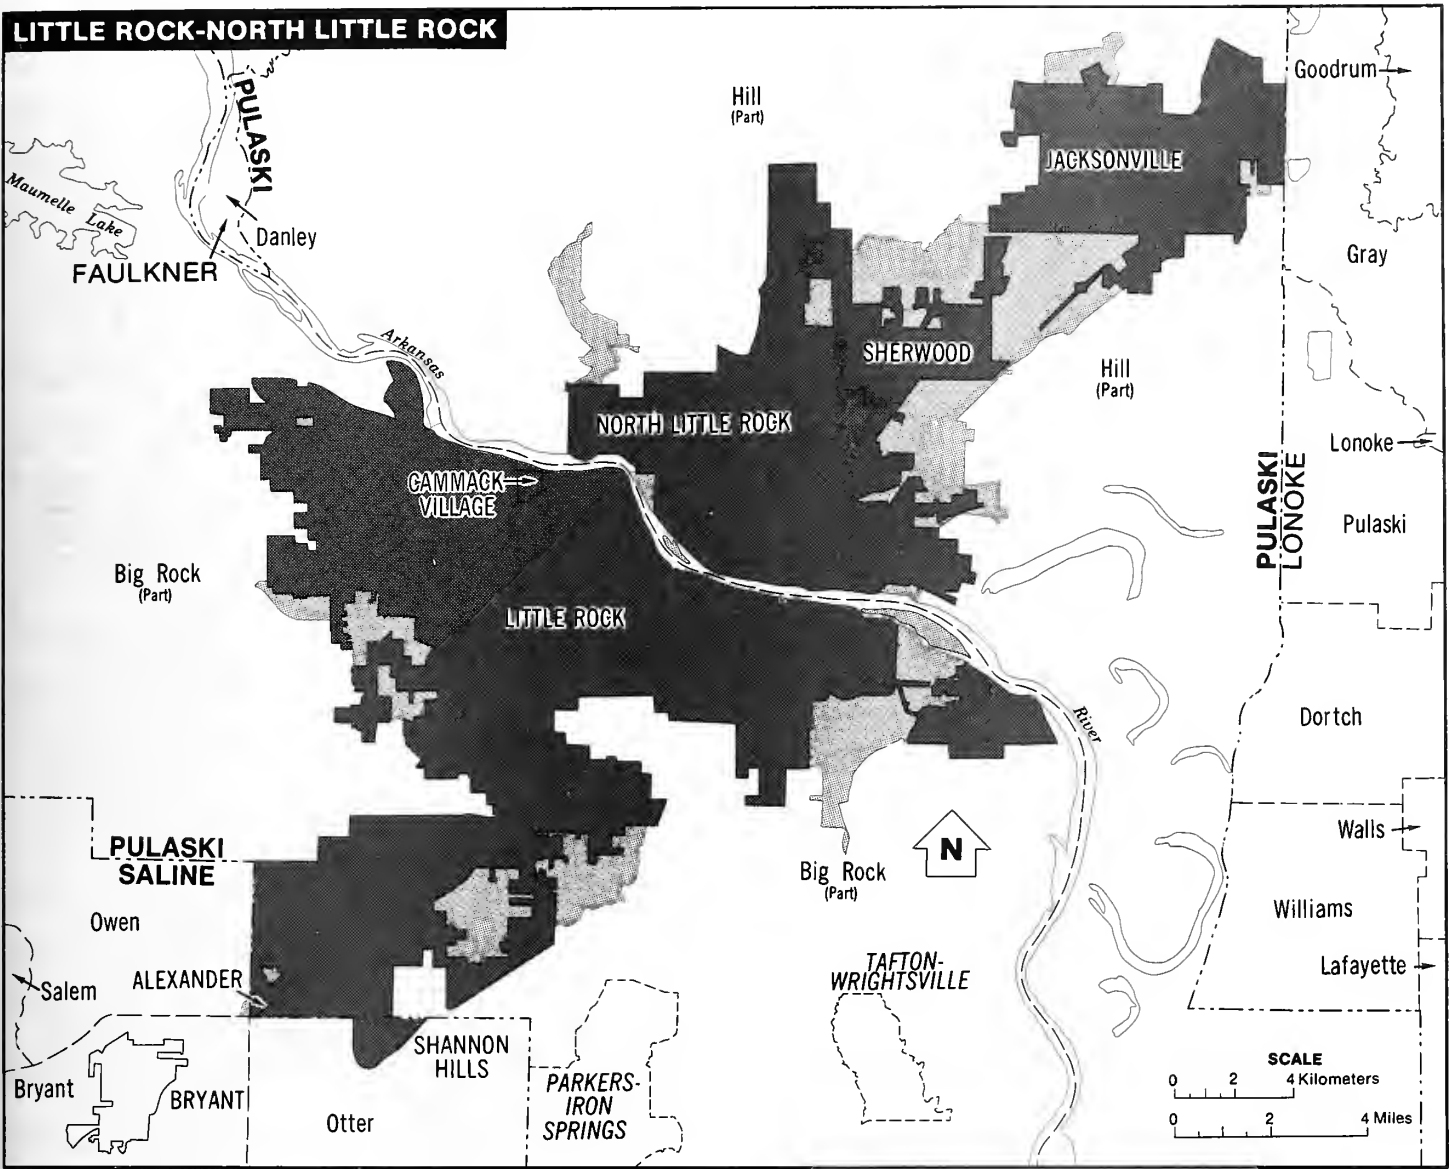 LITTLE ROCK-NORTH LITTLE ROCK
Goodrum
PULASKI
Hill
(Part)
JACKSONVILLE
Maumelle Lake
Danley
FAULKNER
Gray
Arkansas
SHERWOOD
Hill
(Part)
NORTH LITTLE ROCK
Lonoke
CAMMACK
VILLAGE
PULASKI
LONOKE
Pulaski
Big Rock
(Part)
LITTLE ROCK
River
Dortch
Walls
PULASKI
SALINE
N
Big Rock
(Part)
Owen
Williams
TAFTON-
WRIGHTSVILLE
Lafayette
ALEXANDER
Salem
SHANNON
HILLS
SCALE
0 2 4 Kilometers
0 2 4 Miles
Bryant
BRYANT
PARKERS-
IRON
SPRINGS
Otter